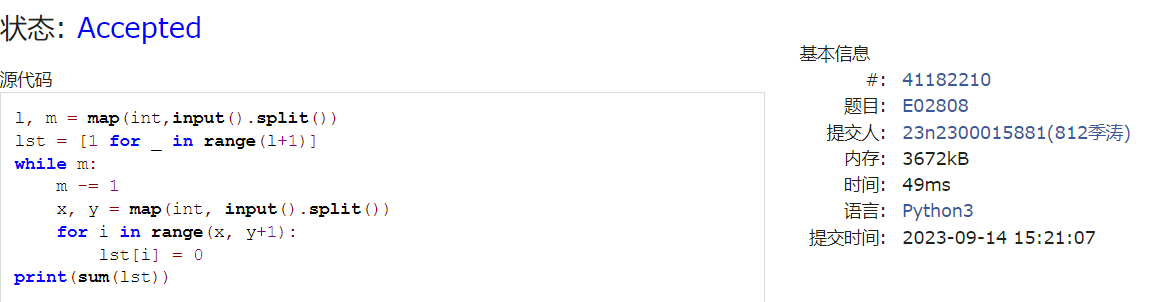 状态: Accepted
源代码
l, m = map(int,input().split())
lst = [1 for _ in range(l+1)]
while m:
    m -= 1
    x, y = map(int, input().split())
    for i in range(x, y+1):
        lst[i] = 0
print(sum(lst))
基本信息
#: 41182210
题目: E02808
提交人: 23n2300015881(812季涛)
内存: 3672kB
时间: 49ms
语言: Python3
提交时间: 2023-09-14 15:21:07